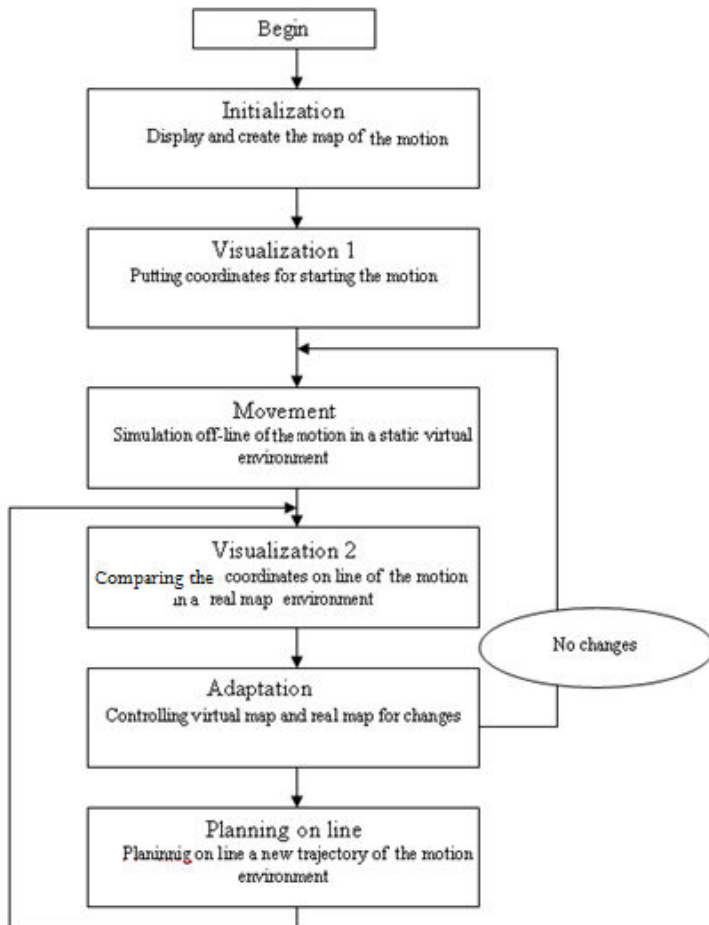 Begin
Initialization
Display and create the map of the motion
Visualization 1
Putting coordinates for starting the motion
Movement
Simulation off-line of the motion in a static virtual
environment
Visualization 2
Comparing the coordinates on line of the motion
in a real map environment
No changes
Adaptation
Controlling virtual map and real map for changes
Planning on line
Planinnig on line a new trajectory of the motion
environment